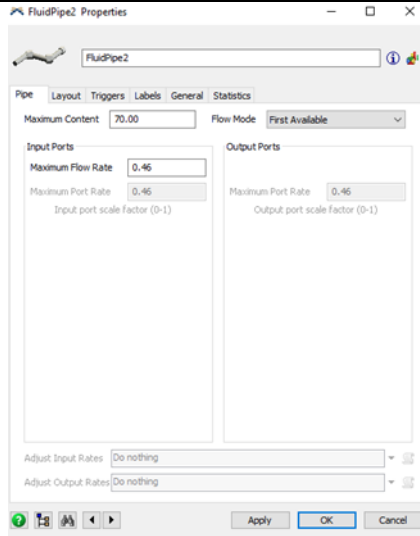 FluidPipe2 Properties
FluidPipe2
Pipe Layout Triggers Labels General Statistics
Maximum Content 70.00 Flow Mode First Available
Input Ports Output Ports
Maximum Flow Rate 0.46
Maximum Port Rate 0.46 Maximum Port Rate 0.46
Input port scale factor (0-1) Output port scale factor (0-1)
Adjust Input Rates Do nothing
Adjust Output Rates Do nothing
Apply OK Cancel